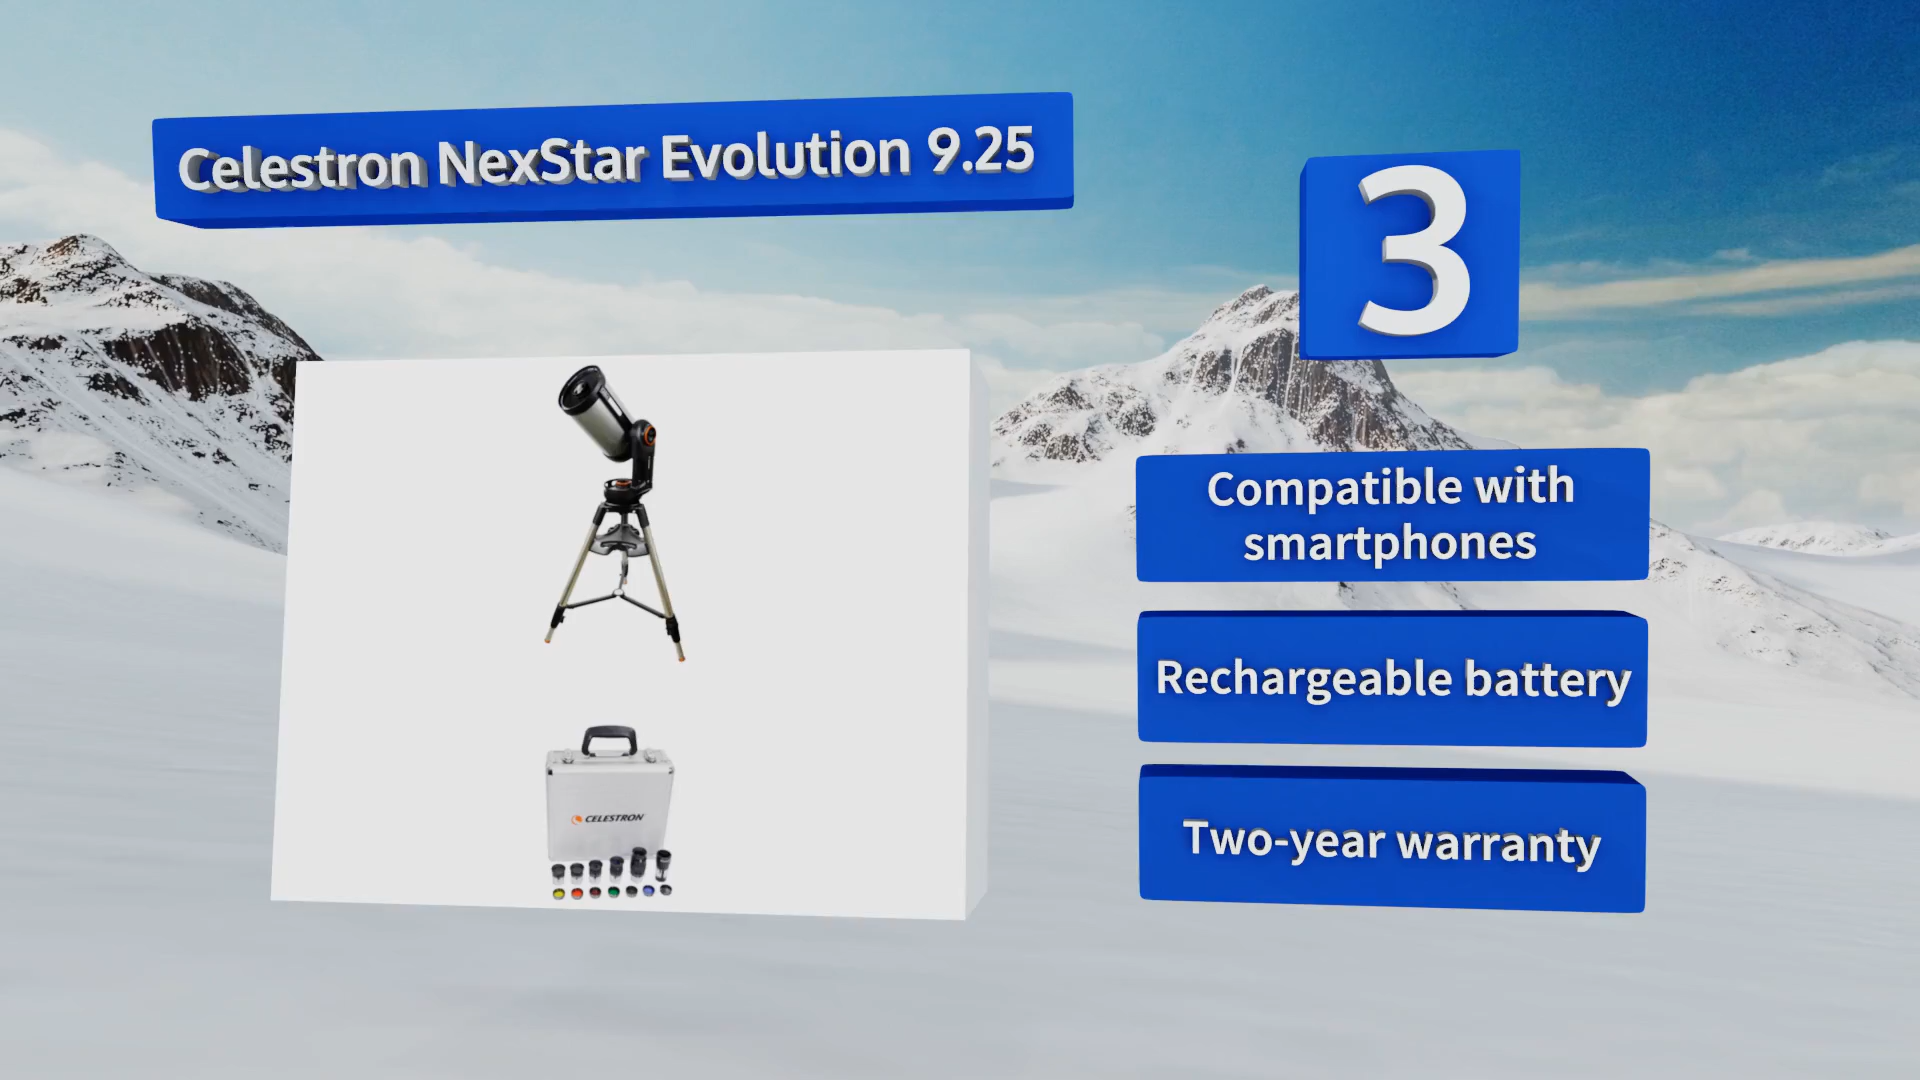 Celestron NexStar Evolution 9.25
3
Compatible with
smartphones
Rechargeable battery
Two-year warranty
CELESTRON